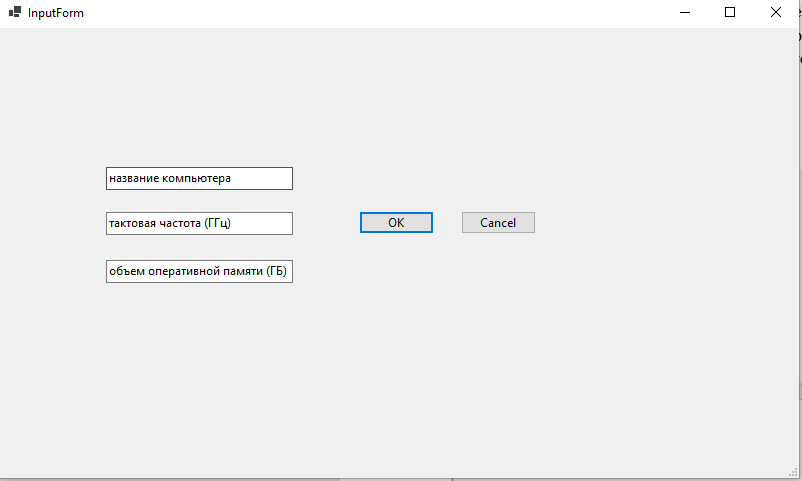 InputForm
название компьютера
тактовая частота (ГГц)
OK
Cancel
объем оперативной памяти (ГБ)